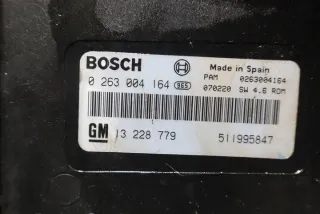 BOSCH
Made in Spain
0 263 004 164 965
PAM 0263004164
070220 SW 4.6 ROM
GM 13 228 779
511995847